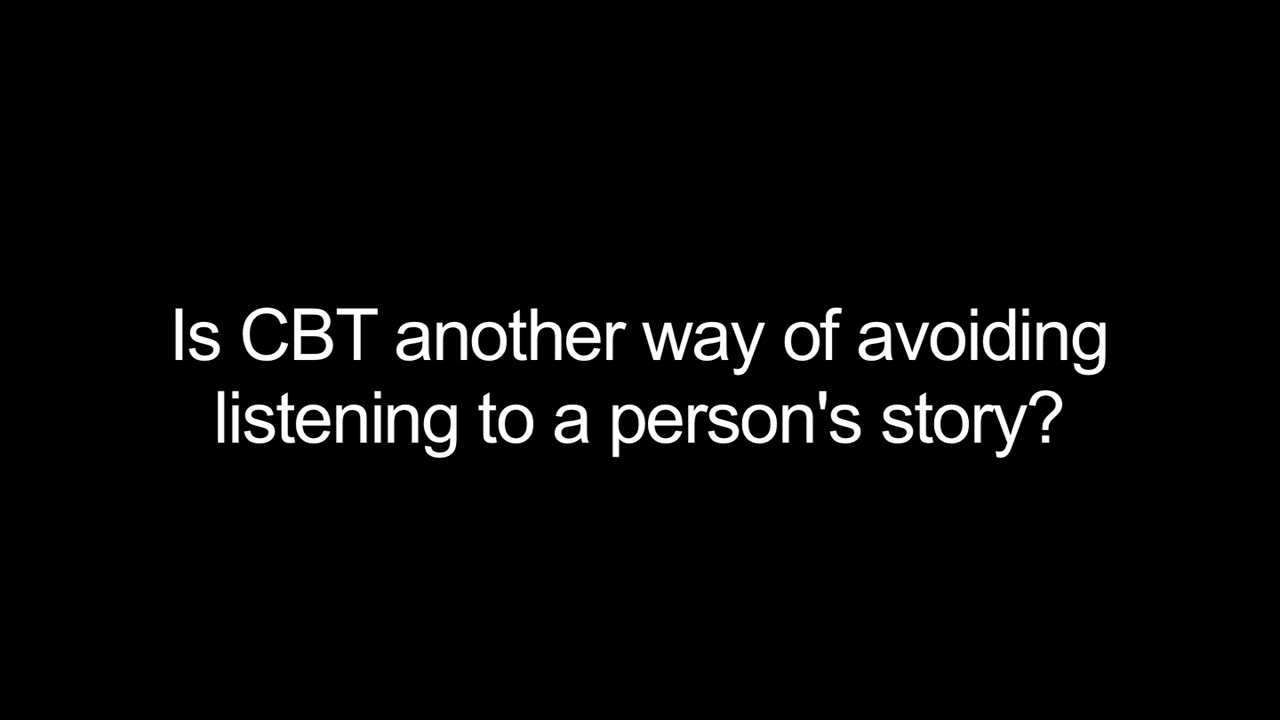 Is CBT another way of avoiding
listening to a person's story?